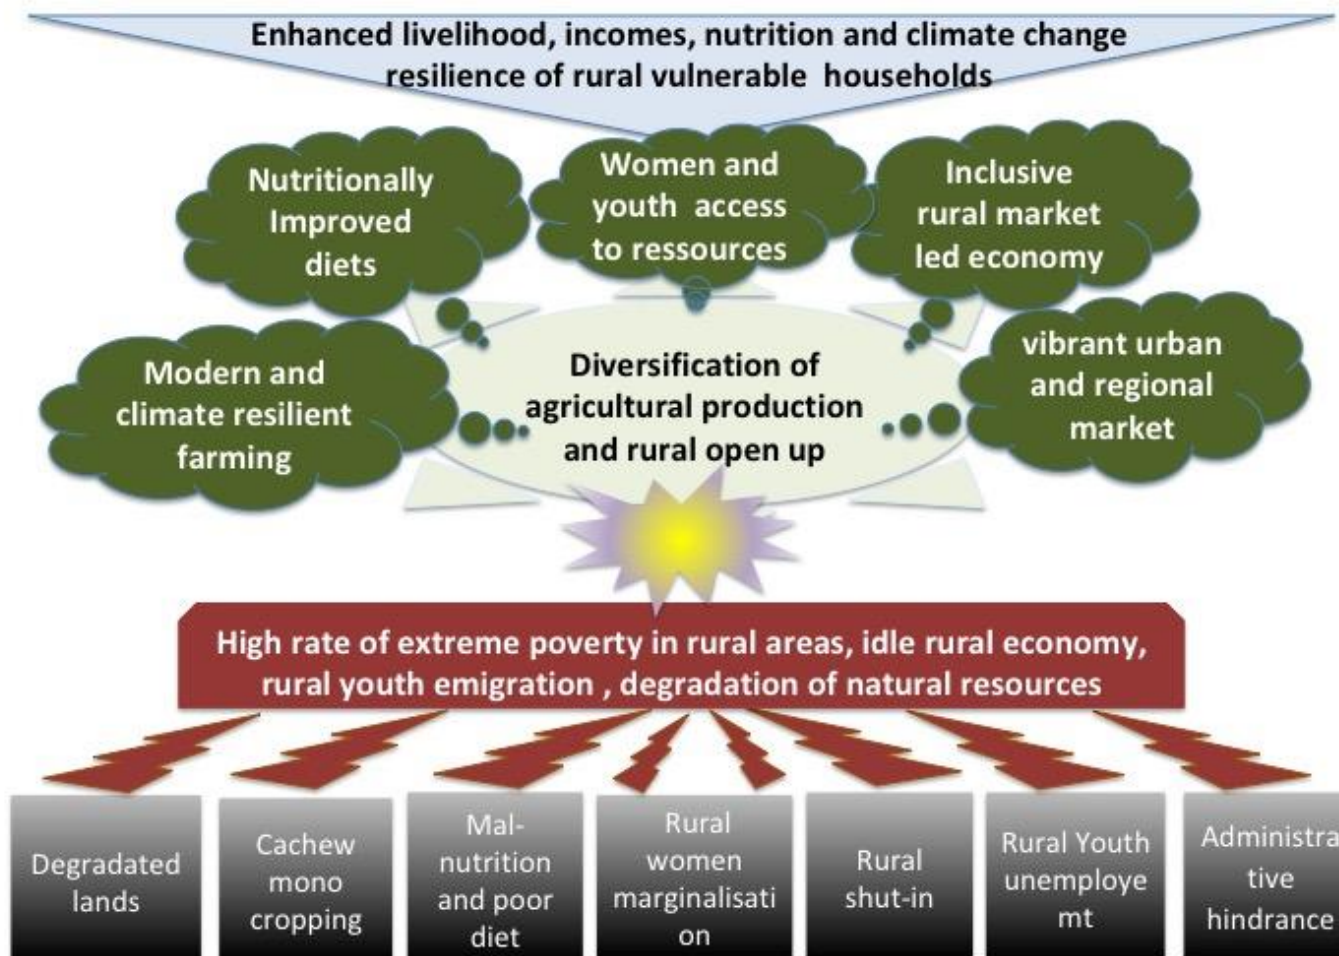 Enhanced livelihood, incomes, nutrition and climate change
resilience of rural vulnerable households
Nutritionally
Improved
diets
Women and
youth access
to ressources
Inclusive
rural market
led economy
Modern and
climate resilient
farming
Diversification of
agricultural production
and rural open up
vibrant urban
and regional
market
High rate of extreme poverty in rural areas, idle rural economy,
rural youth emigration , degradation of natural resources
Degradated
lands
Cachew
mono
cropping
Mal-
nutrition
and poor
diet
Rural
women
marginalisati
on
Rural
shut-in
Rural Youth
unemploye
mt
Administra
tive
hindrance